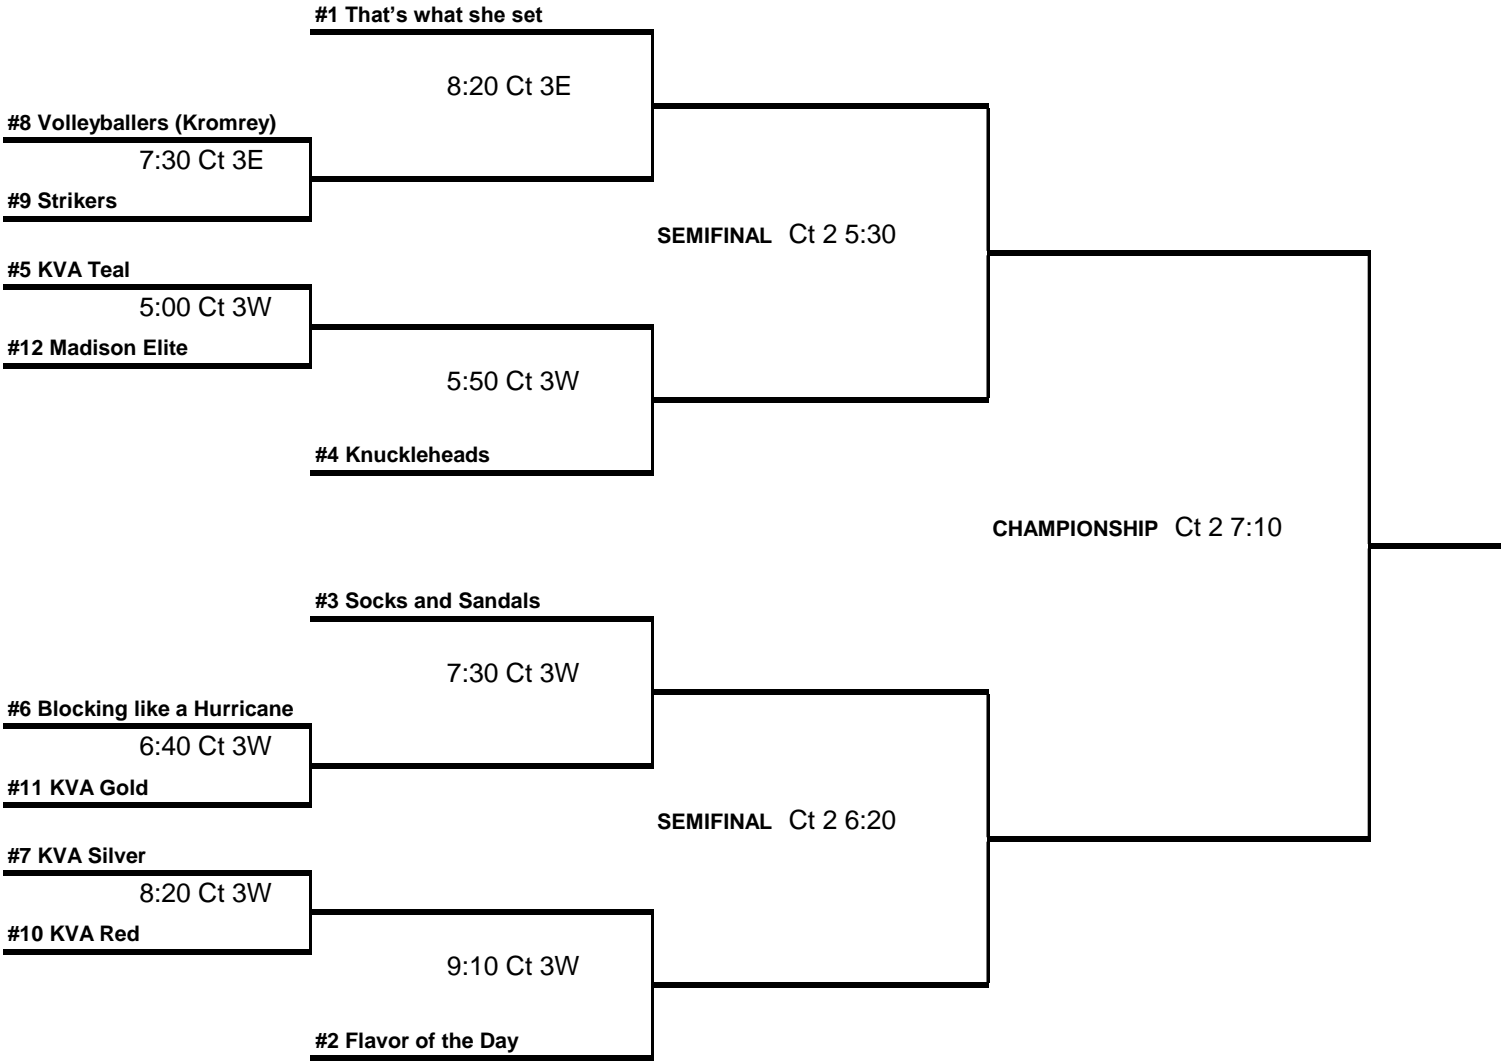 #1 That’s what she set
8:20 Ct 3E
#8 Volleyballers (Kromrey)
7:30 Ct 3E
#9 Strikers
SEMIFINAL Ct 2 5:30
#5 KVA Teal
5:00 Ct 3W
#12 Madison Elite
5:50 Ct 3W
#4 Knuckleheads
CHAMPIONSHIP Ct 2 7:10
#3 Socks and Sandals
7:30 Ct 3W
#6 Blocking like a Hurricane
6:40 Ct 3W
#11 KVA Gold
SEMIFINAL Ct 2 6:20
#7 KVA Silver
8:20 Ct 3W
#10 KVA Red
9:10 Ct 3W
#2 Flavor of the Day